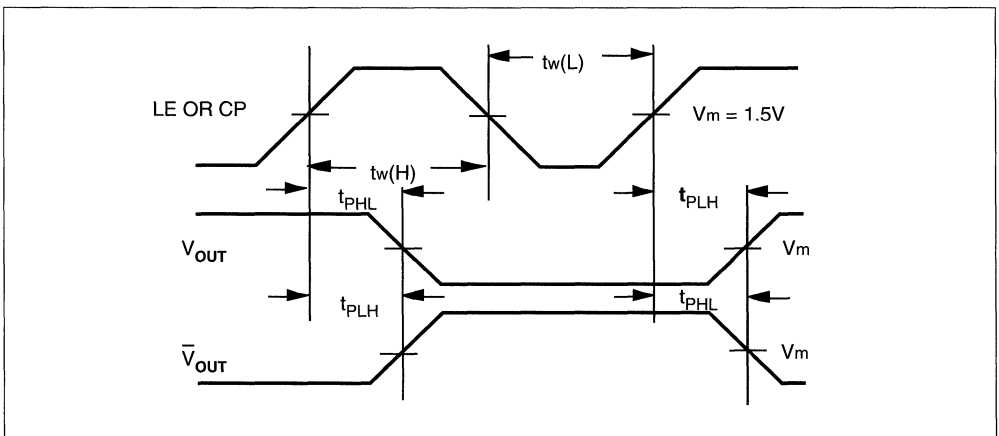 tw(L)
LE OR CP
Vm = 1.5V
tw(H)
tPHL
tPLH
VOUT
Vm
tPLH
tPHL
V̅OUT
Vm